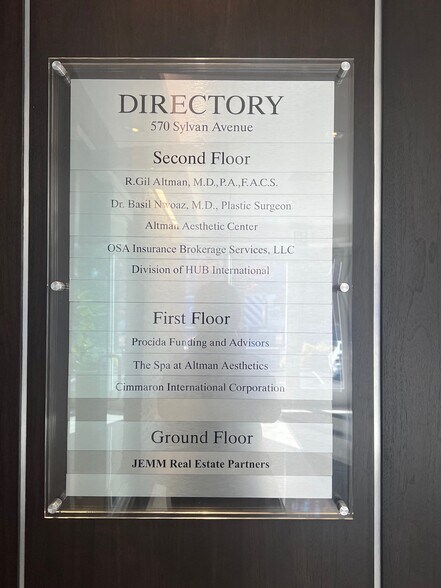 DIRECTORY
570 Sylvan Avenue
Second Floor
R.Gil Altman, M.D.,P.A.,F.A.C.S.
Dr. Basil Nwaoz, M.D., Plastic Surgeon
Altman Aesthetic Center
OSA Insurance Brokerage Services, LLC
Division of HUB International
First Floor
Procida Funding and Advisors
The Spa at Altman Aesthetics
Cimmaron International Corporation
Ground Floor
JEMM Real Estate Partners